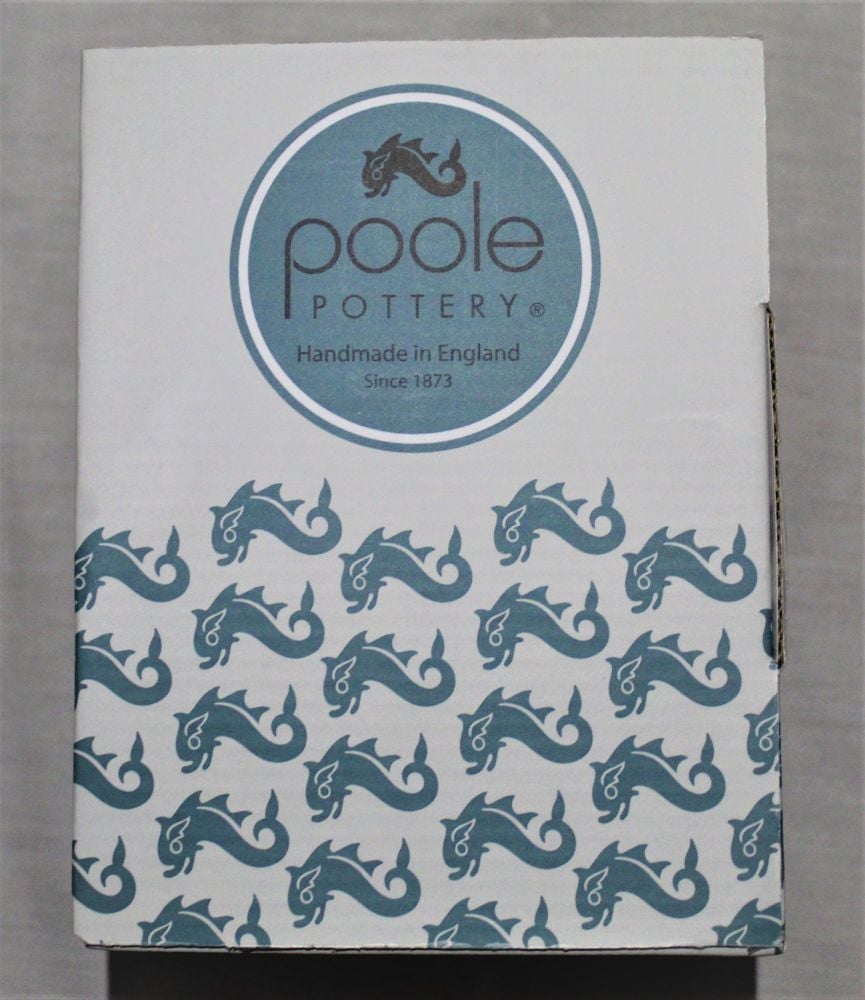 poole
POTTERY®
Handmade in England
Since 1873